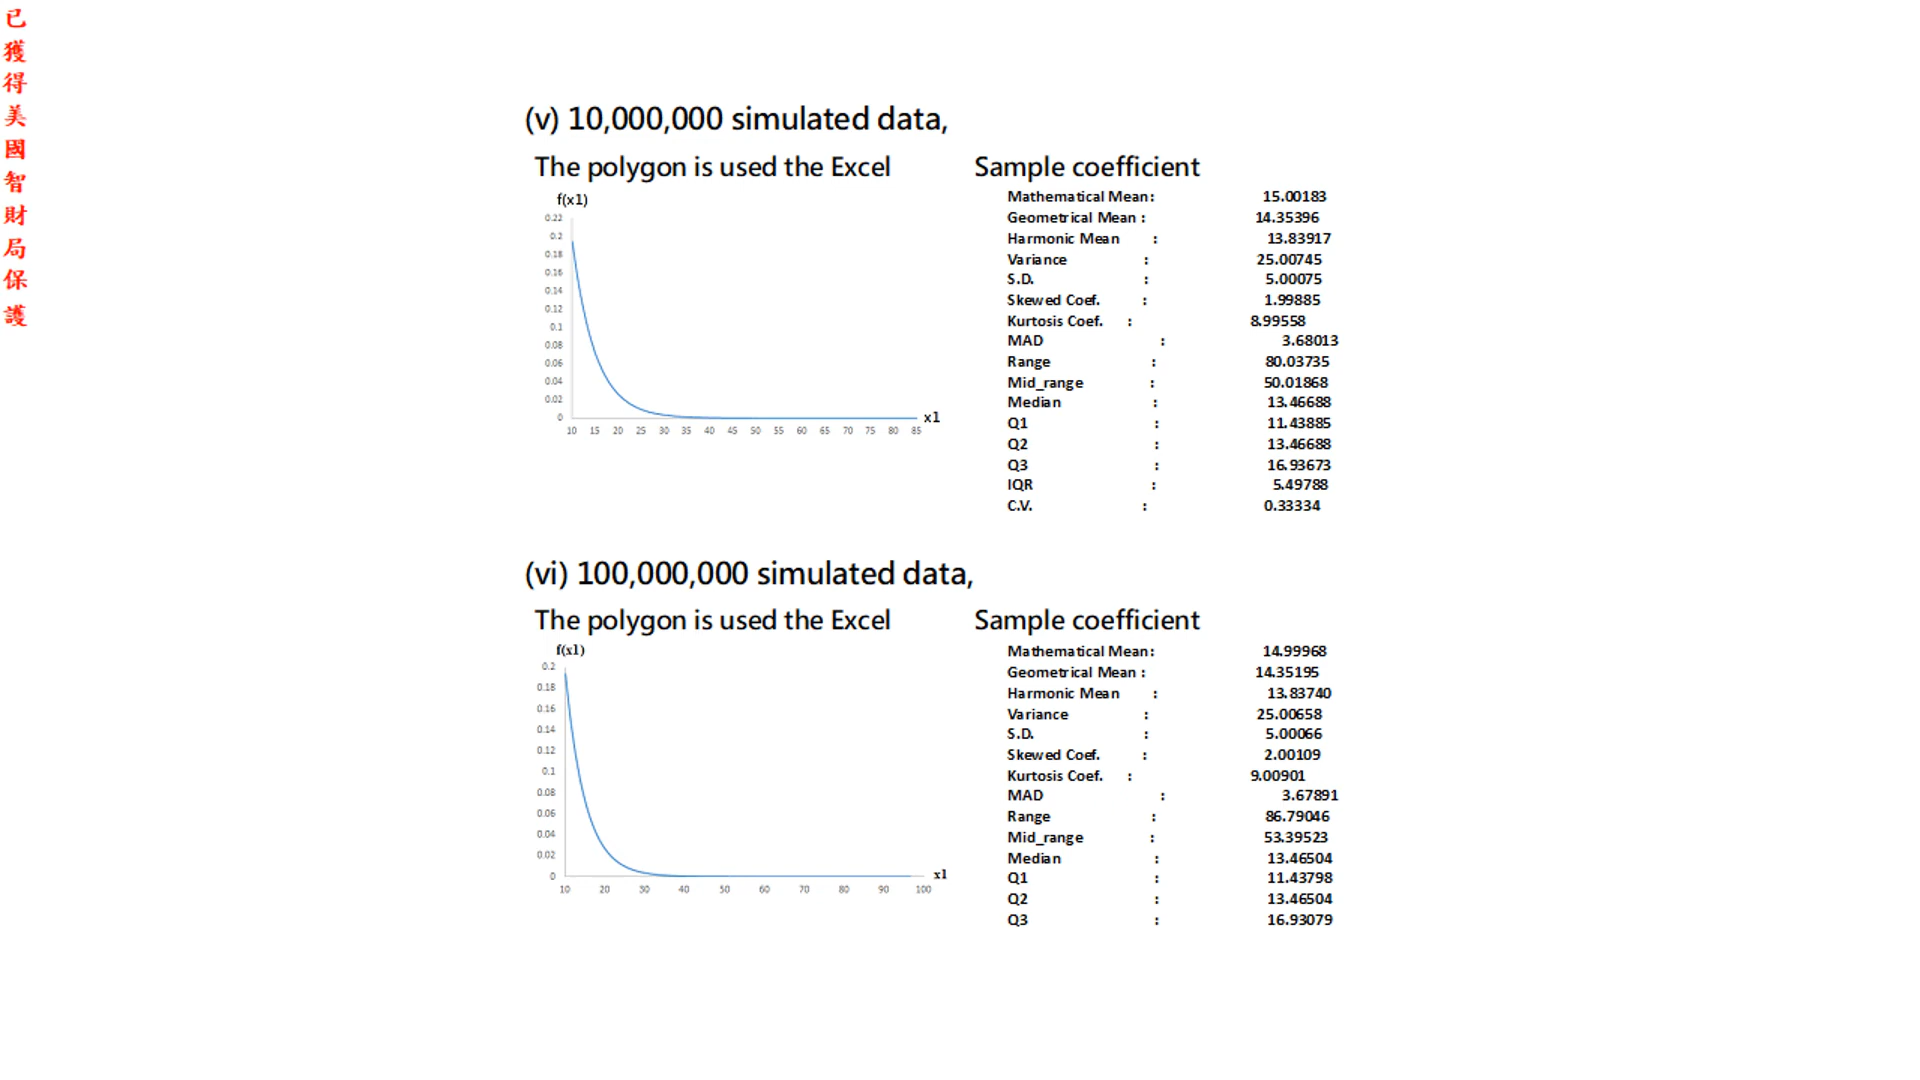 已獲得美國智財局保護
(v) 10,000,000 simulated data,
The polygon is used the Excel
f(x1)
0.22
0.2
0.18
0.16
0.14
0.12
0.1
0.08
0.06
0.04
0.02
0
10 15 20 25 30 35 40 45 50 55 60 65 70 75 80 85
x1
Sample coefficient
Mathematical Mean: 15.00183
Geometrical Mean : 14.35396
Harmonic Mean : 13.83917
Variance : 25.00745
S.D. : 5.00075
Skewed Coef. : 1.99885
Kurtosis Coef. : 8.99558
MAD : 3.68013
Range : 80.03735
Mid_range : 50.01868
Median : 13.46688
Q1 : 11.43885
Q2 : 13.46688
Q3 : 16.93673
IQR : 5.49788
C.V. : 0.33334
(vi) 100,000,000 simulated data,
The polygon is used the Excel
f(x1)
0.2
0.18
0.16
0.14
0.12
0.1
0.08
0.06
0.04
0.02
0
10 20 30 40 50 60 70 80 90 100
x1
Sample coefficient
Mathematical Mean: 14.99968
Geometrical Mean : 14.35195
Harmonic Mean : 13.83740
Variance : 25.00658
S.D. : 5.00066
Skewed Coef. : 2.00109
Kurtosis Coef. : 9.00901
MAD : 3.67891
Range : 86.79046
Mid_range : 53.39523
Median : 13.46504
Q1 : 11.43798
Q2 : 13.46504
Q3 : 16.93079